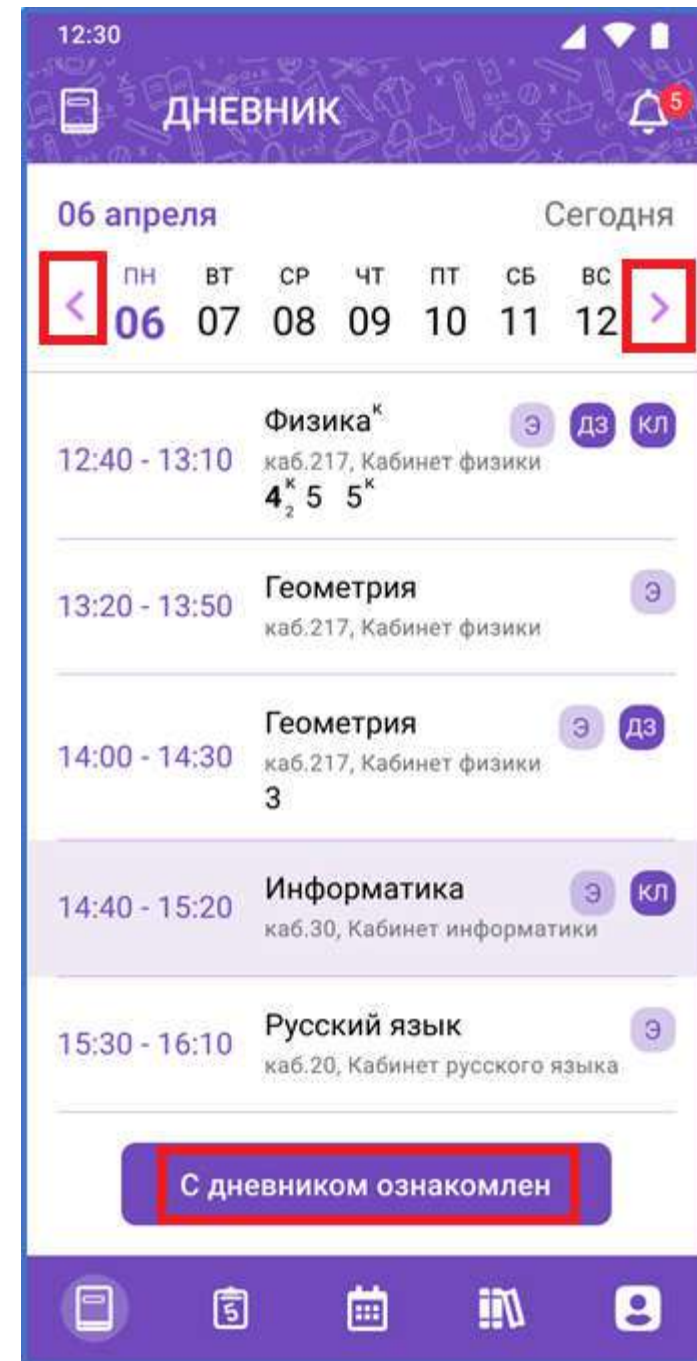 12:30
ДНЕВНИК
5
06 апреля Сегодня
ПН ВТ СР ЧТ ПТ СБ ВС
06 07 08 09 10 11 12
12:40 - 13:10 Физикаᴷ Э ДЗ КЛ
каб.217, Кабинет физики
4ᴷ₂ 5 5ᴷ
13:20 - 13:50 Геометрия Э
каб.217, Кабинет физики
14:00 - 14:30 Геометрия Э ДЗ
каб.217, Кабинет физики
3
14:40 - 15:20 Информатика Э КЛ
каб.30, Кабинет информатики
15:30 - 16:10 Русский язык Э
каб.20, Кабинет русского языка
С дневником ознакомлен
5